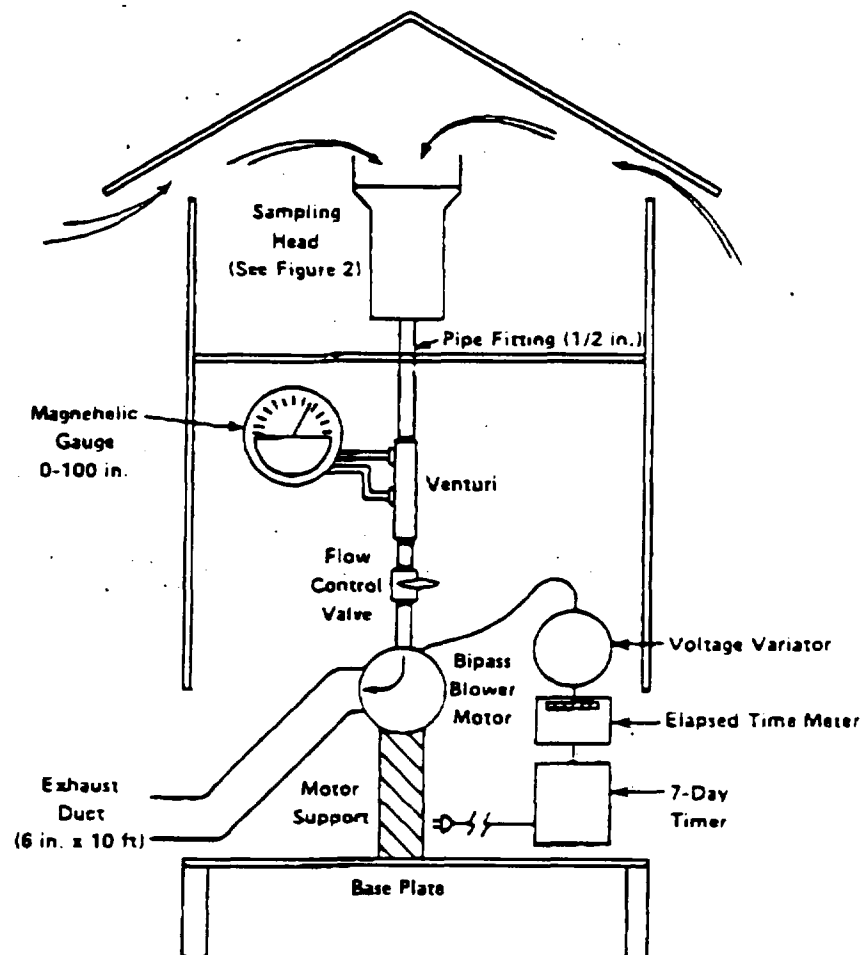 Sampling
Head
(See Figure 2)
Pipe Fitting (1/2 in.)
Magnehelic
Gauge
0-100 in.
Venturi
Flow
Control
Valve
Bipass
Blower
Motor
Voltage Variator
Elapsed Time Meter
Exhaust
Duct
(6 in. x 10 ft)
Motor
Support
7-Day
Timer
Base Plate